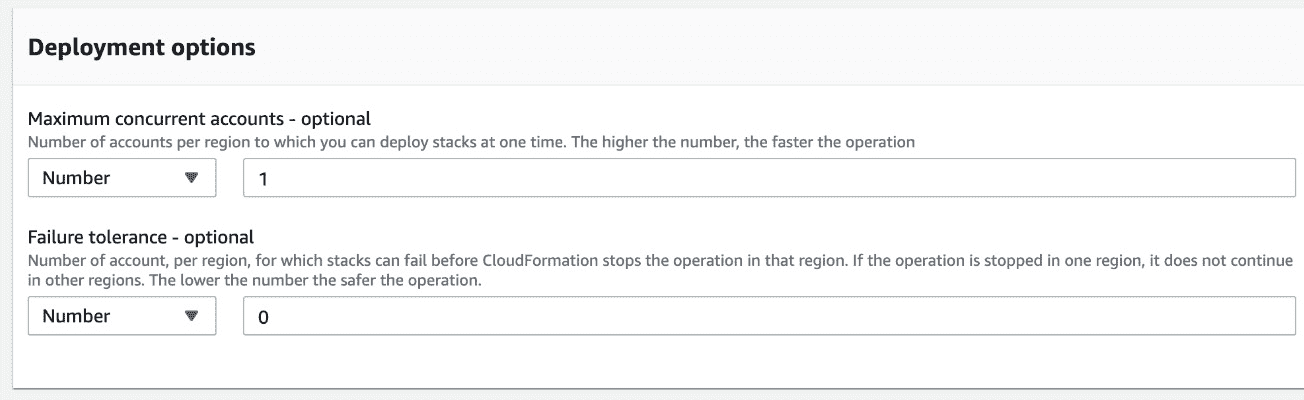 Deployment options
Maximum concurrent accounts - optional
Number of accounts per region to which you can deploy stacks at one time. The higher the number, the faster the operation
Number
1
Failure tolerance - optional
Number of account, per region, for which stacks can fail before CloudFormation stops the operation in that region. If the operation is stopped in one region, it does not continue
in other regions. The lower the number the safer the operation.
Number
0